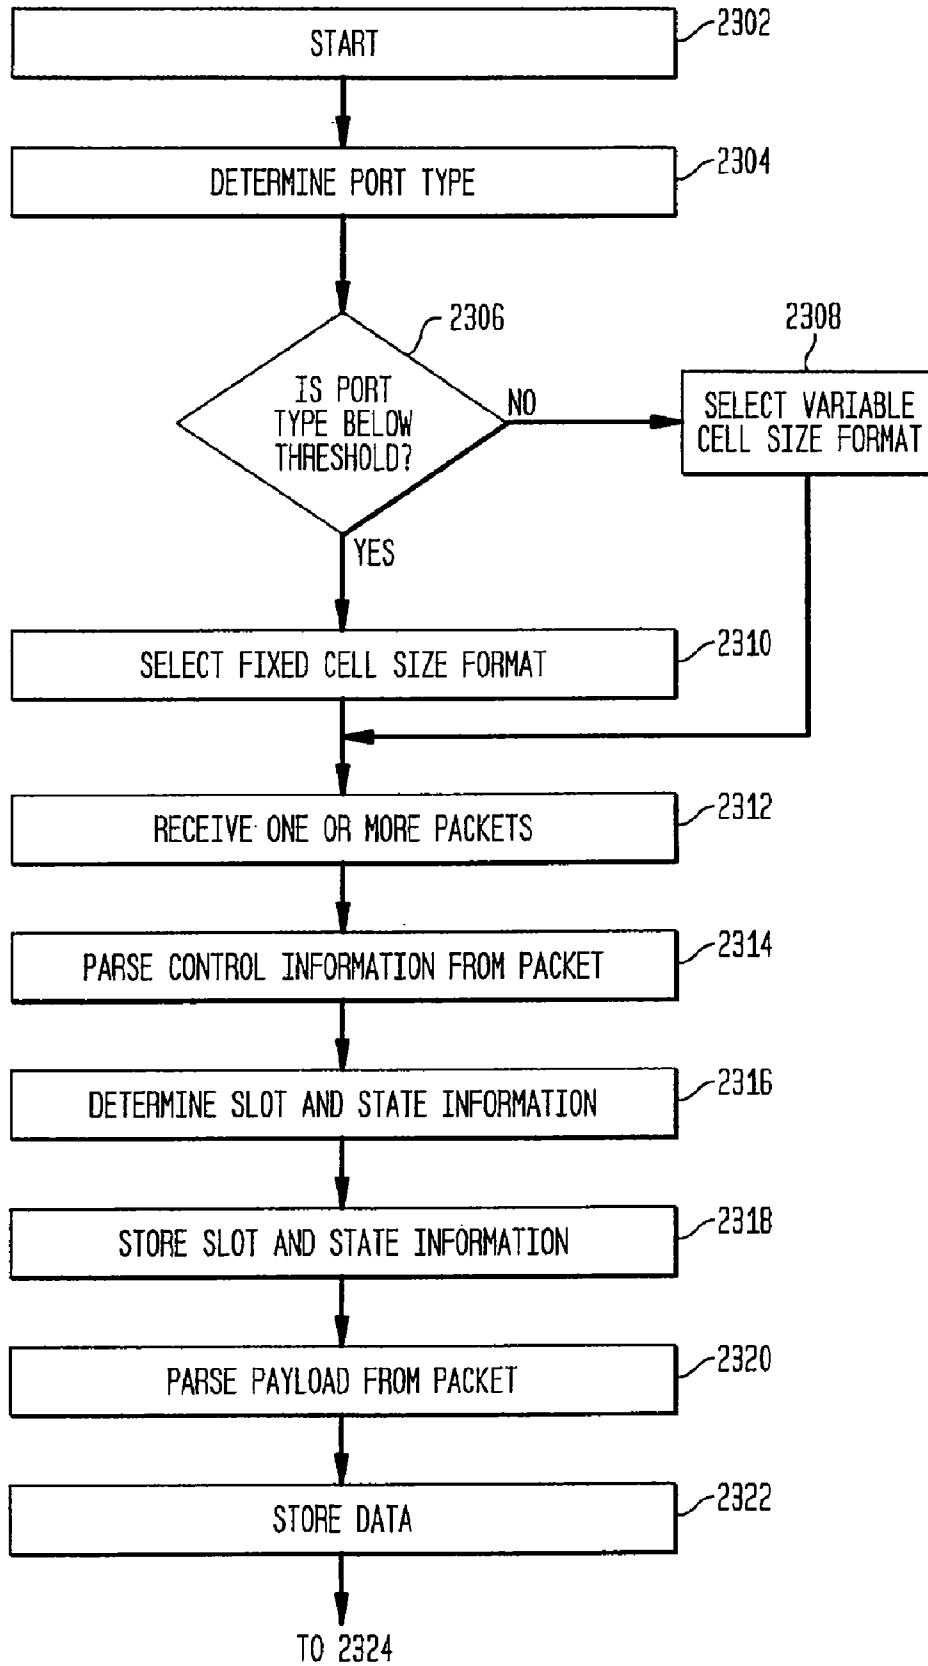 START
2302
DETERMINE PORT TYPE
2304
IS PORT
TYPE BELOW
THRESHOLD?
2306
NO
2308
SELECT VARIABLE
CELL SIZE FORMAT
YES
SELECT FIXED CELL SIZE FORMAT
2310
RECEIVE ONE OR MORE PACKETS
2312
PARSE CONTROL INFORMATION FROM PACKET
2314
DETERMINE SLOT AND STATE INFORMATION
2316
STORE SLOT AND STATE INFORMATION
2318
PARSE PAYLOAD FROM PACKET
2320
STORE DATA
2322
TO 2324